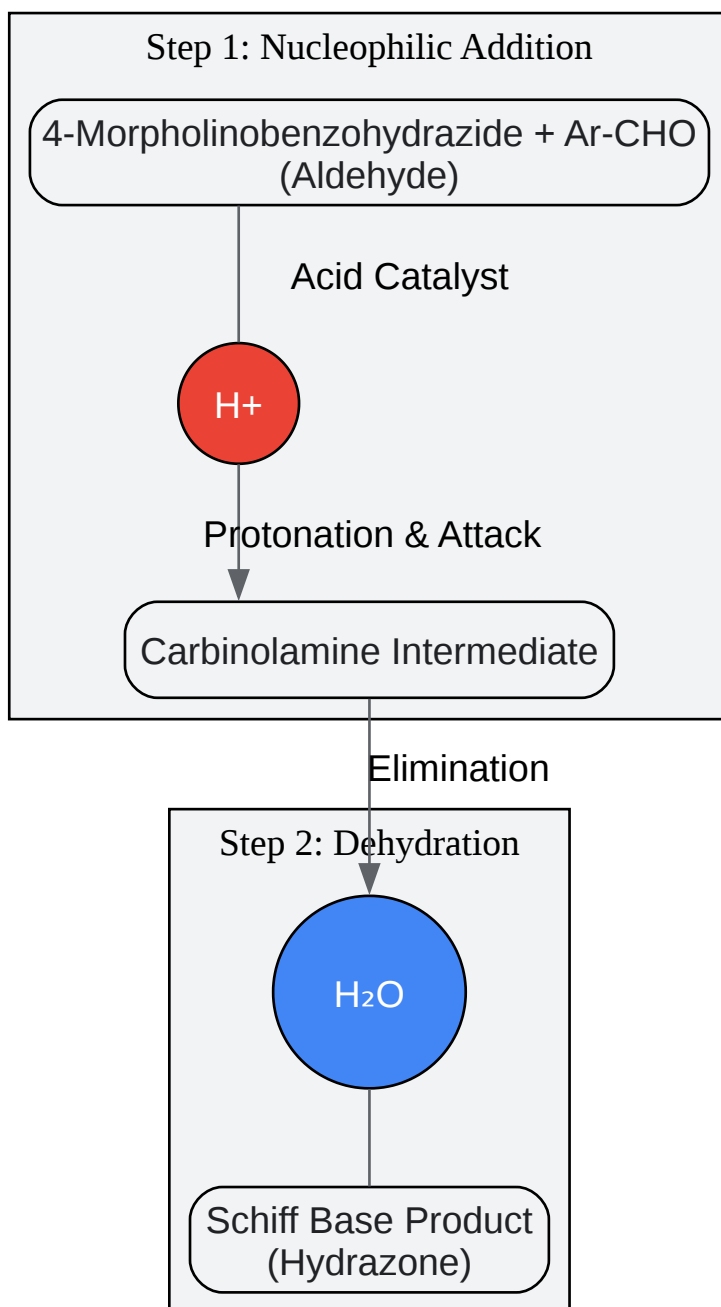 Step 1: Nucleophilic Addition
4-Morpholinobenzohydrazide + Ar-CHO
(Aldehyde)
Acid Catalyst
H+
Protonation & Attack
Carbinolamine Intermediate
Elimination
Step 2: Dehydration
H₂O
Schiff Base Product
(Hydrazone)